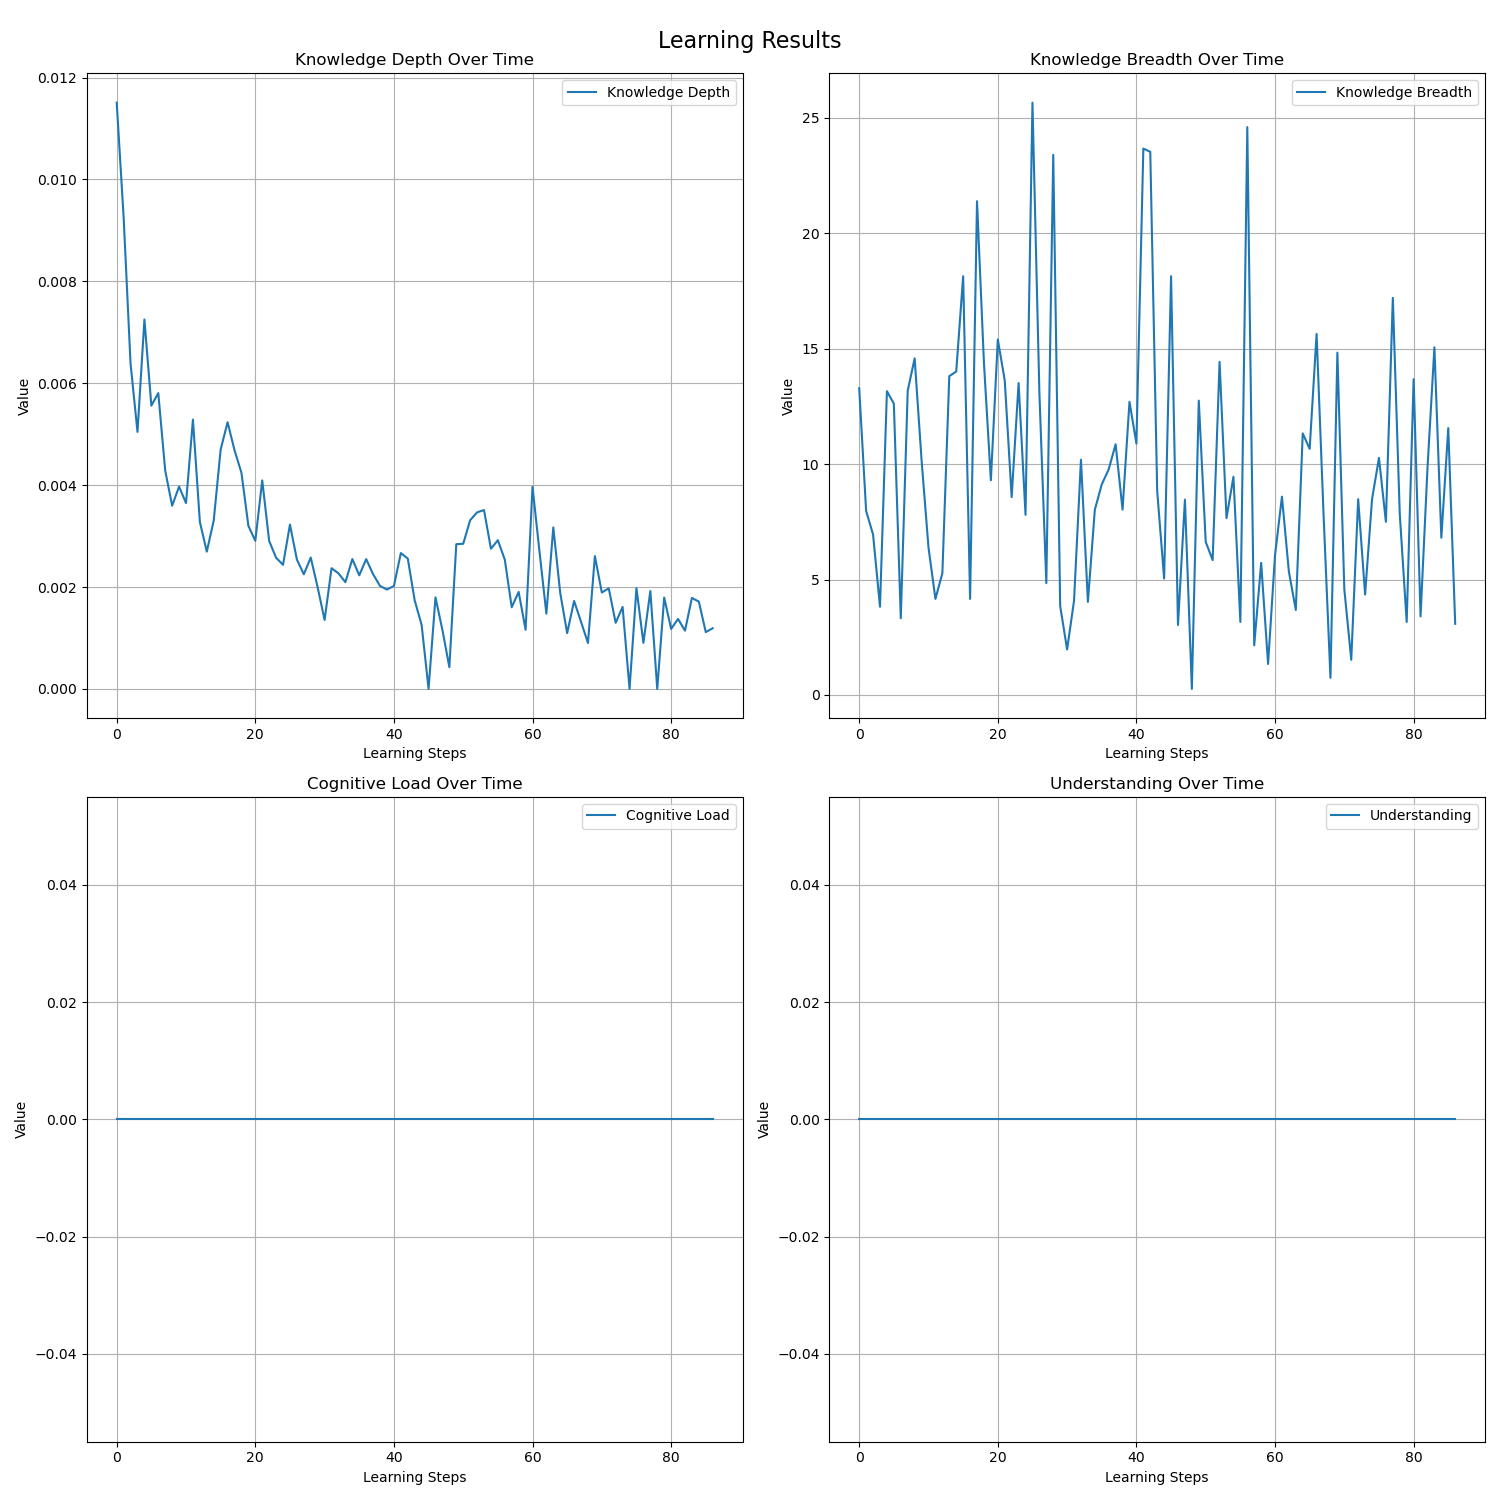 Learning Results
Knowledge Depth Over Time
Knowledge Depth
0.012
0.010
0.008
0.006
0.004
0.002
0.000
Value
0 20 40 60 80
Learning Steps
Knowledge Breadth Over Time
Knowledge Breadth
25
20
15
10
5
0
Value
0 20 40 60 80
Learning Steps
Cognitive Load Over Time
Cognitive Load
0.04
0.02
0.00
−0.02
−0.04
Value
0 20 40 60 80
Learning Steps
Understanding Over Time
Understanding
0.04
0.02
0.00
−0.02
−0.04
Value
0 20 40 60 80
Learning Steps